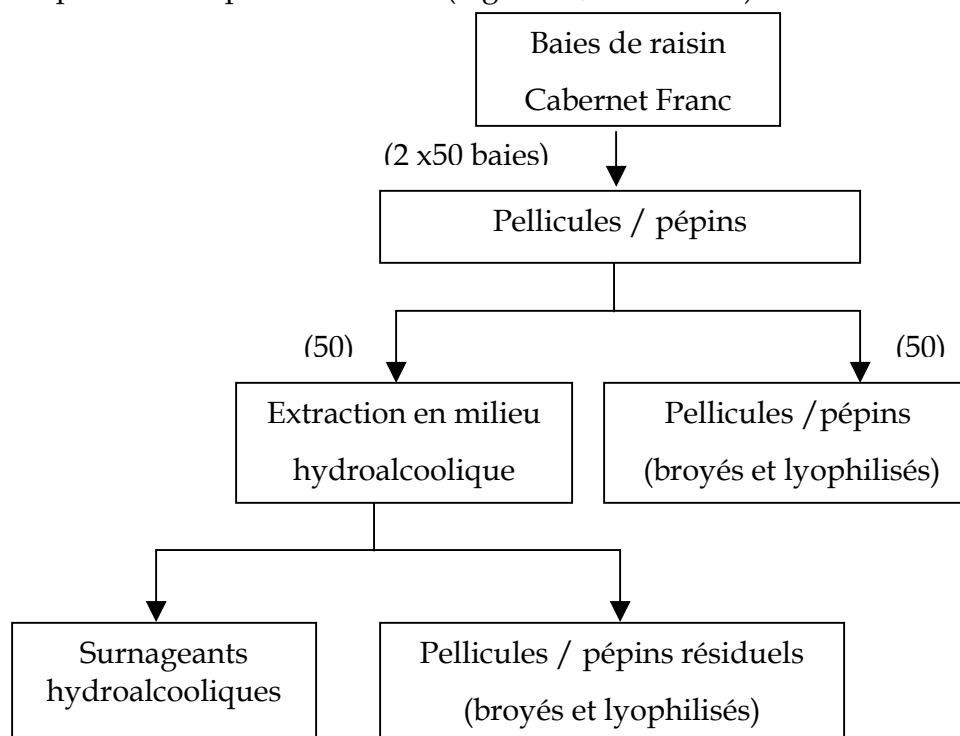 Baies de raisin
Cabernet Franc
(2 x50 baies)
Pellicules / pépins
(50)
(50)
Extraction en milieu
hydroalcoolique
Pellicules /pépins
(broyés et lyophilisés)
Surnageants
hydroalcooliques
Pellicules / pépins résiduels
(broyés et lyophilisés)